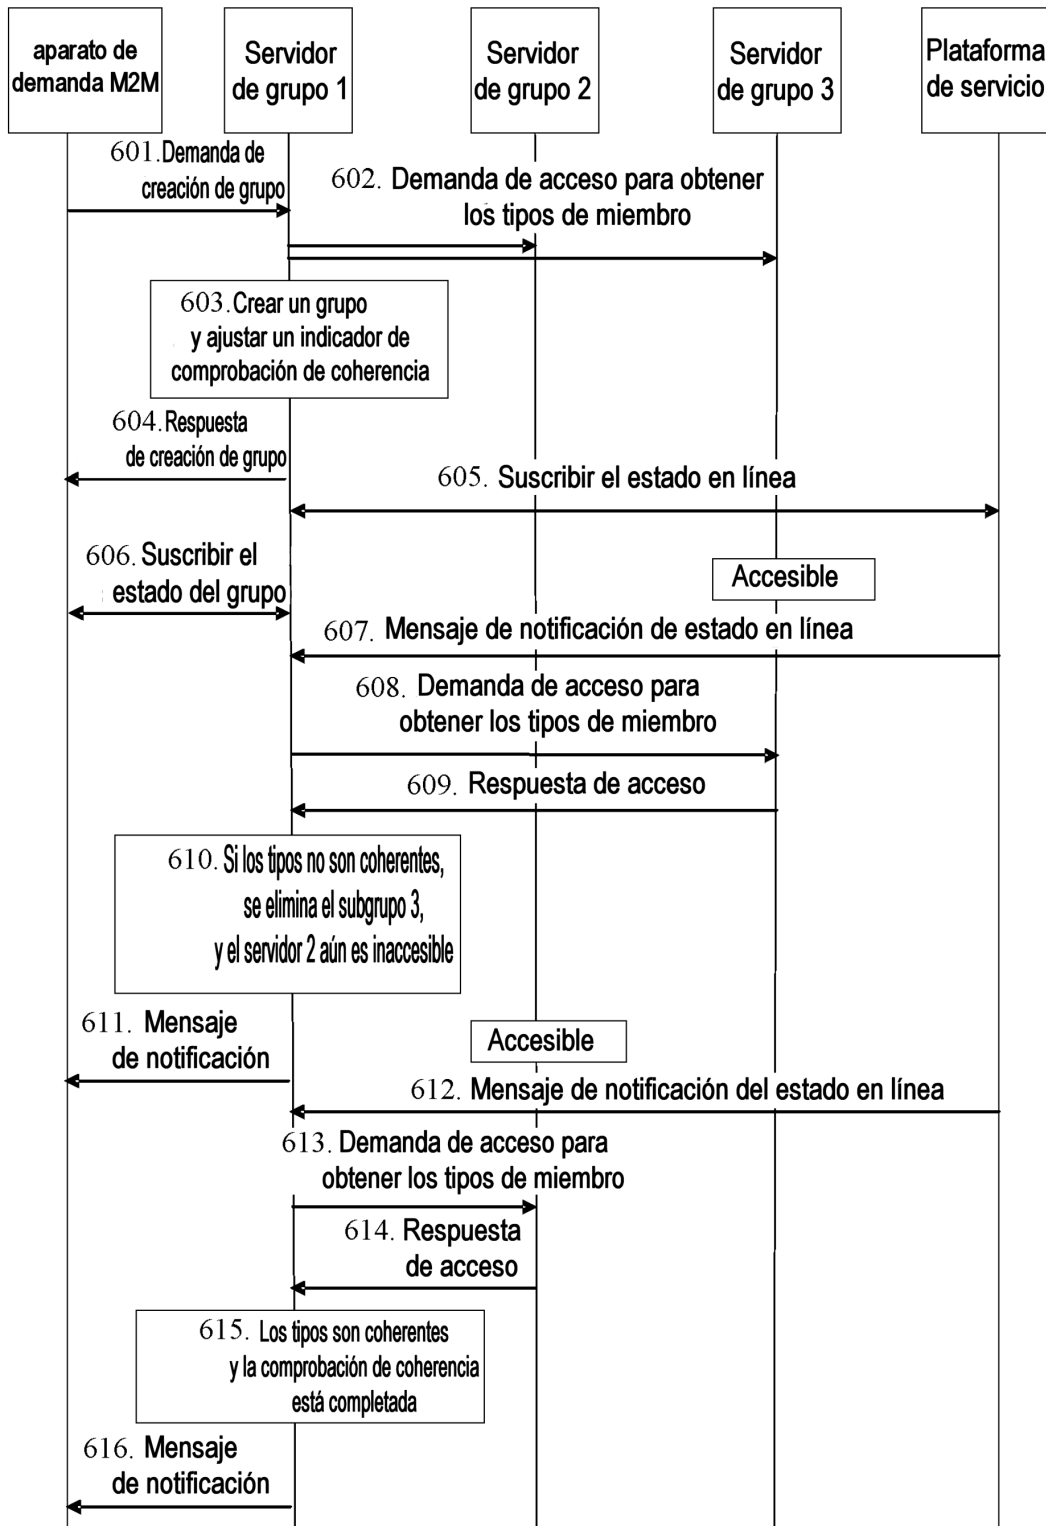 aparato de
demanda M2M
Servidor
de grupo 1
Servidor
de grupo 2
Servidor
de grupo 3
Plataforma
de servicio
601. Demanda de
creación de grupo
602. Demanda de acceso para obtener
los tipos de miembro
603. Crear un grupo
y ajustar un indicador de
comprobación de coherencia
604. Respuesta
de creación de grupo
605. Suscribir el estado en línea
606. Suscribir el
estado del grupo
Accesible
607. Mensaje de notificación de estado en línea
608. Demanda de acceso para
obtener los tipos de miembro
609. Respuesta de acceso
610. Si los tipos no son coherentes,
se elimina el subgrupo 3,
y el servidor 2 aún es inaccesible
611. Mensaje
de notificación
Accesible
612. Mensaje de notificación del estado en línea
613. Demanda de acceso para
obtener los tipos de miembro
614. Respuesta
de acceso
615. Los tipos son coherentes
y la comprobación de coherencia
está completada
616. Mensaje
de notificación